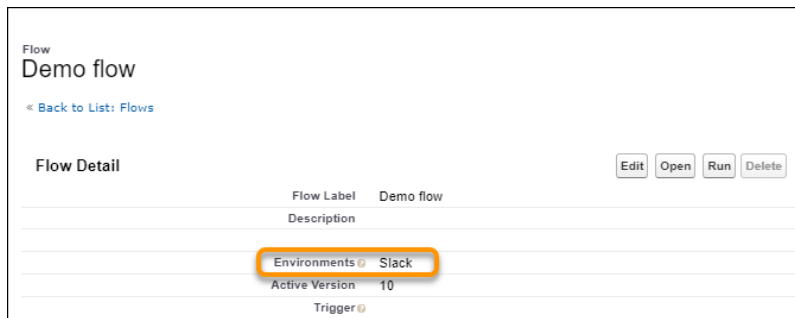 Flow
Demo flow
« Back to List: Flows
Flow Detail
Edit Open Run Delete
Flow Label Demo flow
Description
Environments ? Slack
Active Version 10
Trigger ?